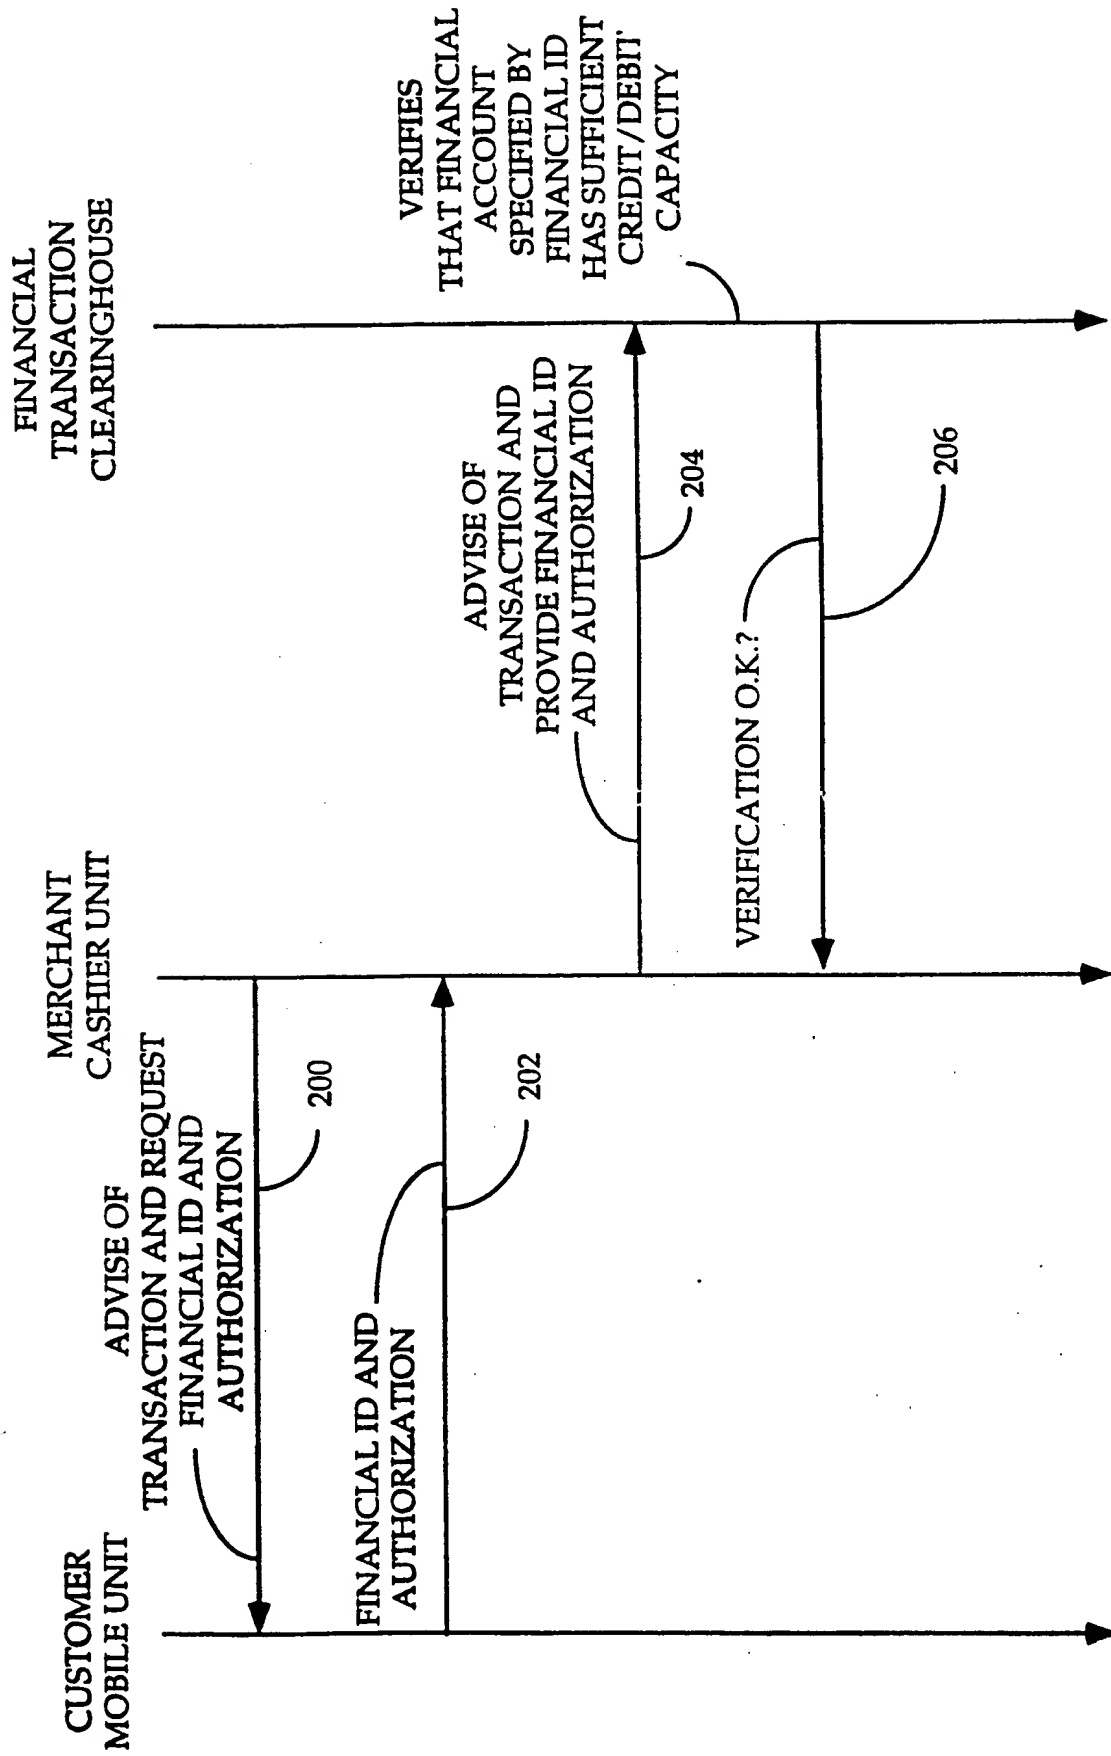 CUSTOMER
MOBILE UNIT
MERCHANT
CASHIER UNIT
FINANCIAL
TRANSACTION
CLEARINGHOUSE
ADVISE OF
TRANSACTION AND REQUEST
FINANCIAL ID AND
AUTHORIZATION
200
FINANCIAL ID AND
AUTHORIZATION
202
ADVISE OF
TRANSACTION AND
PROVIDE FINANCIAL ID
AND AUTHORIZATION
204
VERIFIES
THAT FINANCIAL
ACCOUNT
SPECIFIED BY
FINANCIAL ID
HAS SUFFICIENT
CREDIT/DEBIT
CAPACITY
VERIFICATION O.K.?
206